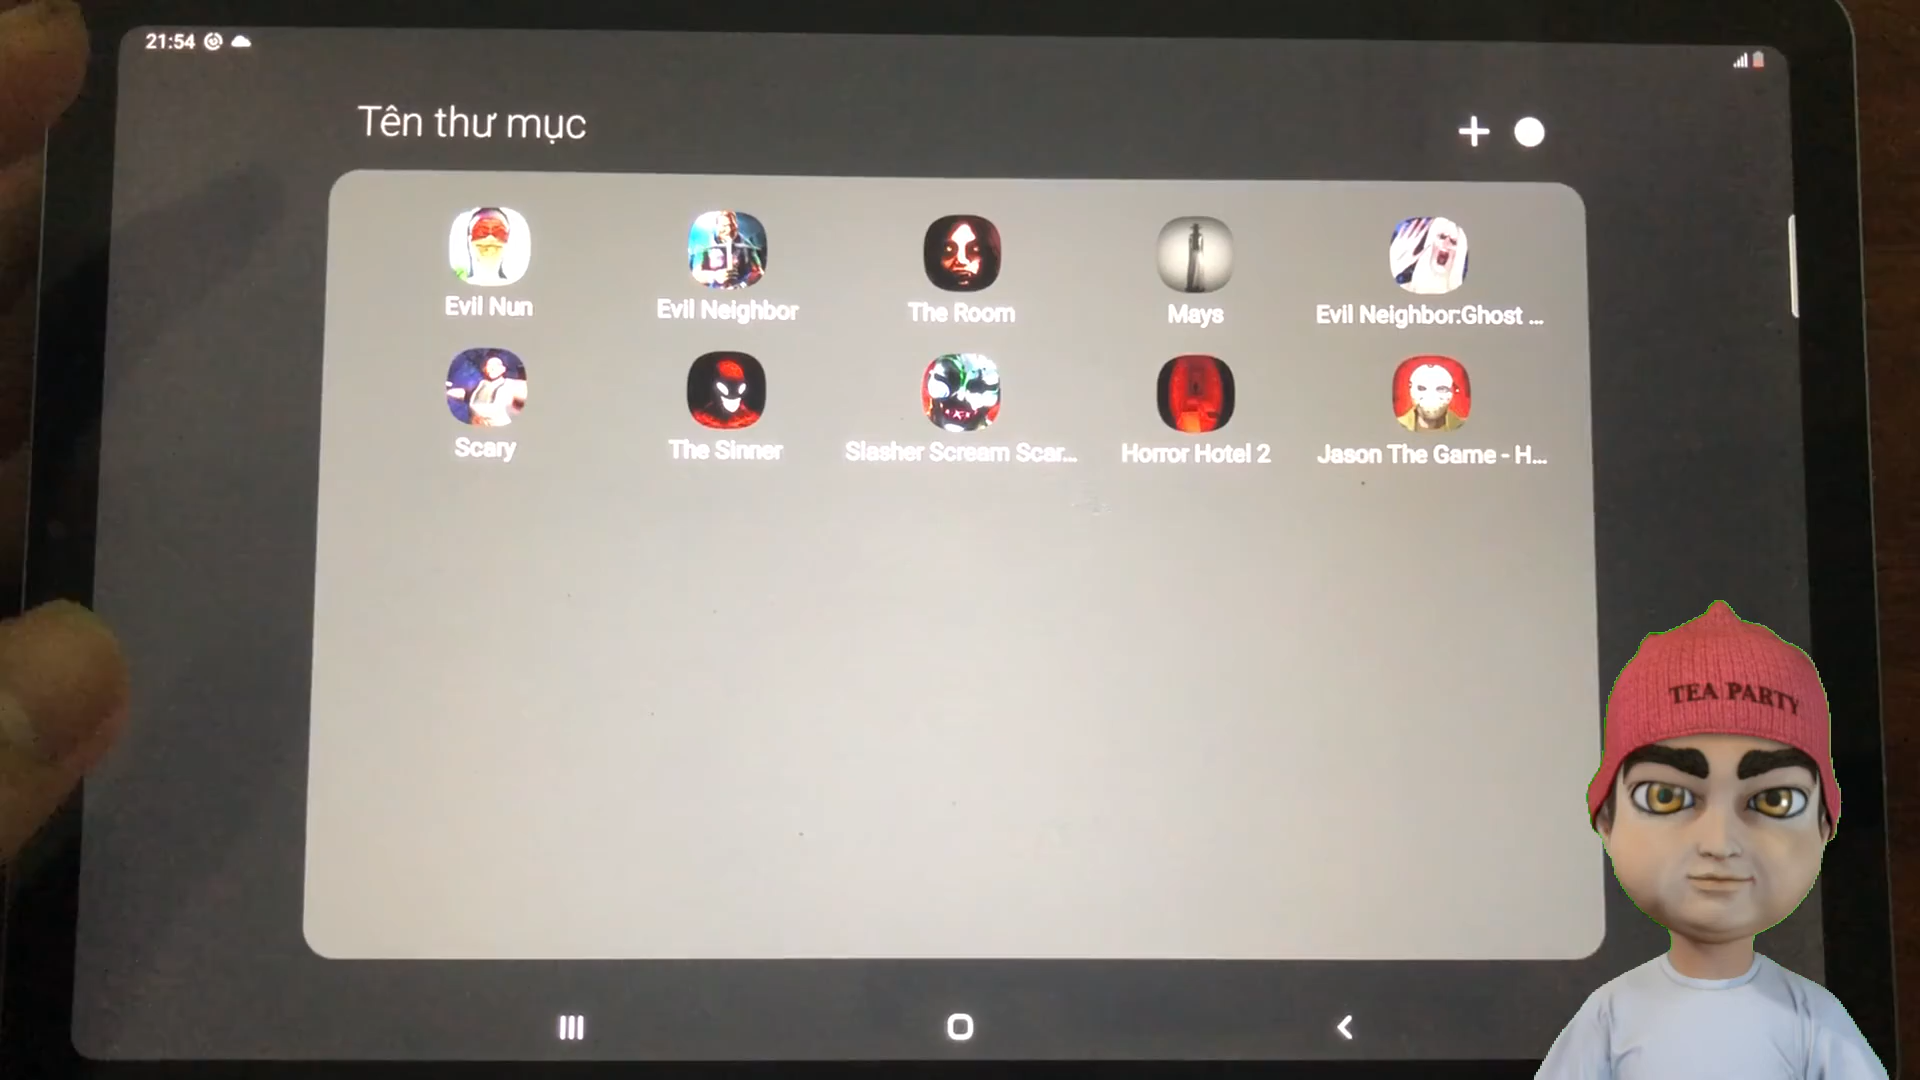 21:54
Tên thư mục
Evil Nun
Evil Neighbor
The Room
Mays
Evil Neighbor:Ghost ...
Scary
The Sinner
Slasher Scream Scar...
Horror Hotel 2
Jason The Game - H...
TEA PARTY